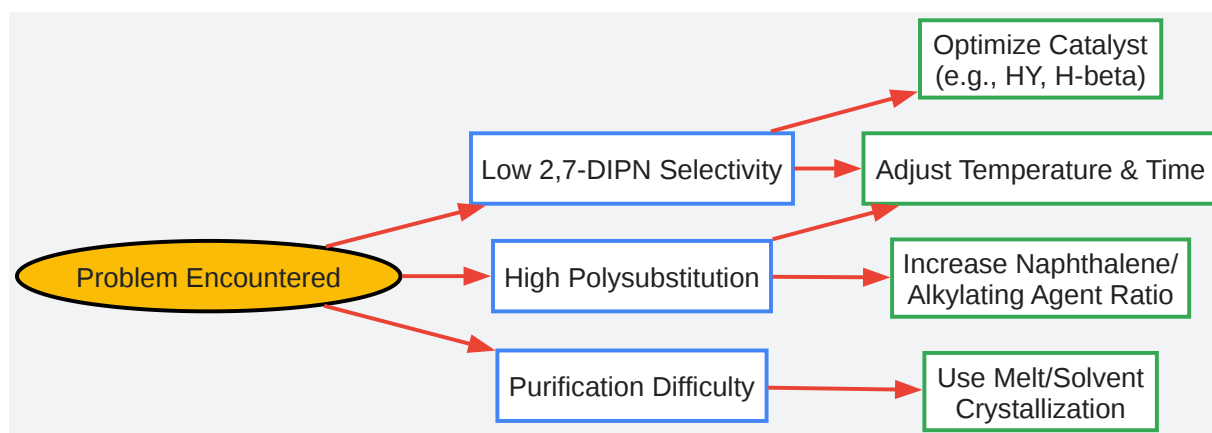 Optimize Catalyst
(e.g., HY, H-beta)
Low 2,7-DIPN Selectivity
Adjust Temperature & Time
Problem Encountered
High Polysubstitution
Increase Naphthalene/
Alkylating Agent Ratio
Purification Difficulty
Use Melt/Solvent
Crystallization